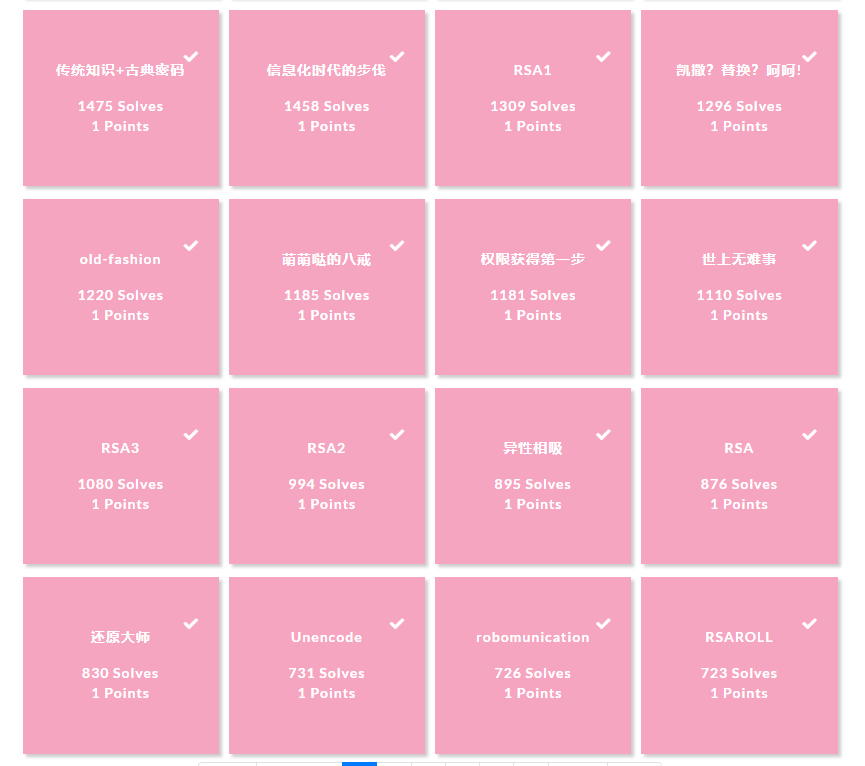 传统知识+古典密码
1475 Solves
1 Points
信息化时代的步伐
1458 Solves
1 Points
RSA1
1309 Solves
1 Points
凯撒？替换？呵呵!
1296 Solves
1 Points
old-fashion
1220 Solves
1 Points
萌萌哒的八戒
1185 Solves
1 Points
权限获得第一步
1181 Solves
1 Points
世上无难事
1110 Solves
1 Points
RSA3
1080 Solves
1 Points
RSA2
994 Solves
1 Points
异性相吸
895 Solves
1 Points
RSA
876 Solves
1 Points
还原大师
830 Solves
1 Points
Unencode
731 Solves
1 Points
robomunication
726 Solves
1 Points
RSAROLL
723 Solves
1 Points